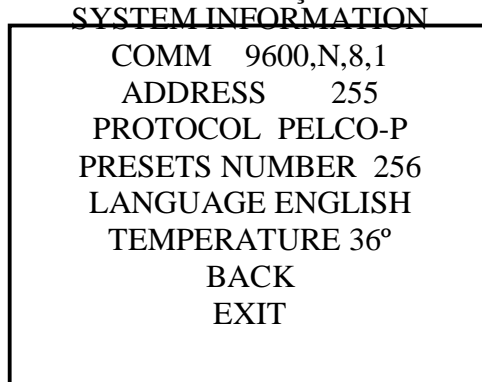 SYSTEM INFORMATION
COMM 9600,N,8,1
ADDRESS 255
PROTOCOL PELCO-P
PRESETS NUMBER 256
LANGUAGE ENGLISH
TEMPERATURE 36º
BACK
EXIT